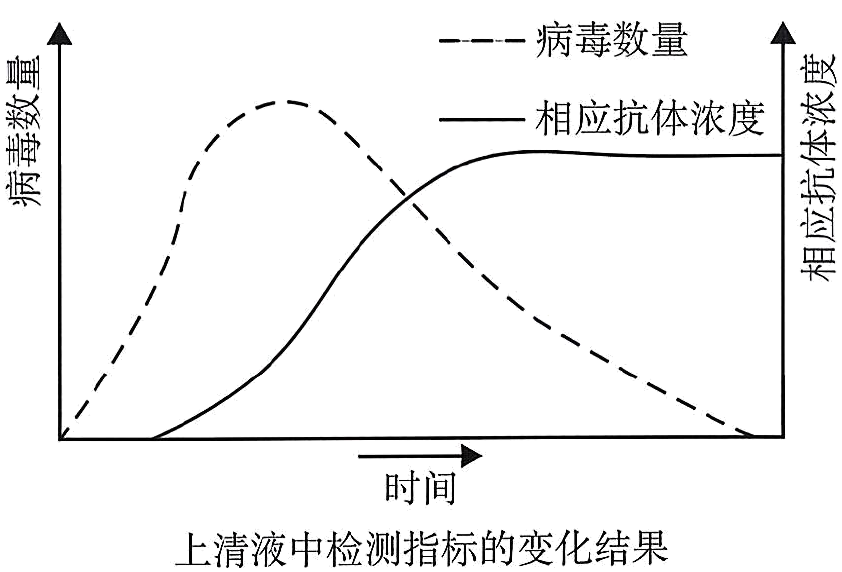 病毒数量
相应抗体浓度
病毒数量
相应抗体浓度
时间
上清液中检测指标的变化结果